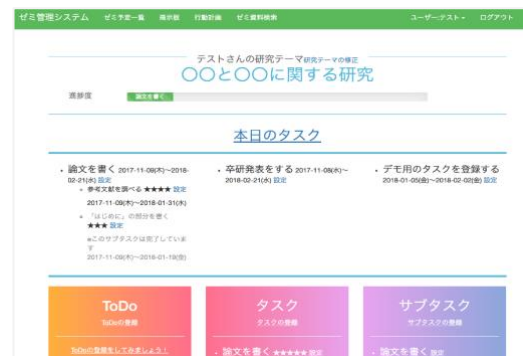 ゼミ管理システム ゼミ予定一覧 掲示板 行動計画 ゼミ資料検索 ユーザー:テスト ログアウト
テストさんの研究テーマ研究テーマの修正
〇〇と〇〇に関する研究
進捗度 論文を書く
本日のタスク
論文を書く 2017-11-09(木)〜2018-02-21(水) 設定
参考文献を調べる ★★★★ 設定
2017-11-09(木)〜2018-01-31(水)
「はじめに」の部分を書く
★★★ 設定
※このサブタスクは完了しています
2017-11-09(木)〜2018-01-19(金)
卒研発表をする 2017-11-08(水)〜
2018-02-21(水) 設定
デモ用のタスクを登録する
2018-01-05(金)〜2018-02-02(金) 設定
ToDo
ToDoの登録
ToDoの登録をしてみましょう!
タスク
タスクの登録
論文を書く ★★★★★ 設定
サブタスク
サブタスクの登録
論文を書く 設定